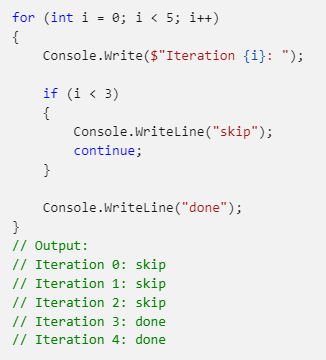 for (int i = 0; i < 5; i++)
{
    Console.Write($"Iteration {i}: ");

    if (i < 3)
    {
        Console.WriteLine("skip");
        continue;
    }

    Console.WriteLine("done");
}
// Output:
// Iteration 0: skip
// Iteration 1: skip
// Iteration 2: skip
// Iteration 3: done
// Iteration 4: done